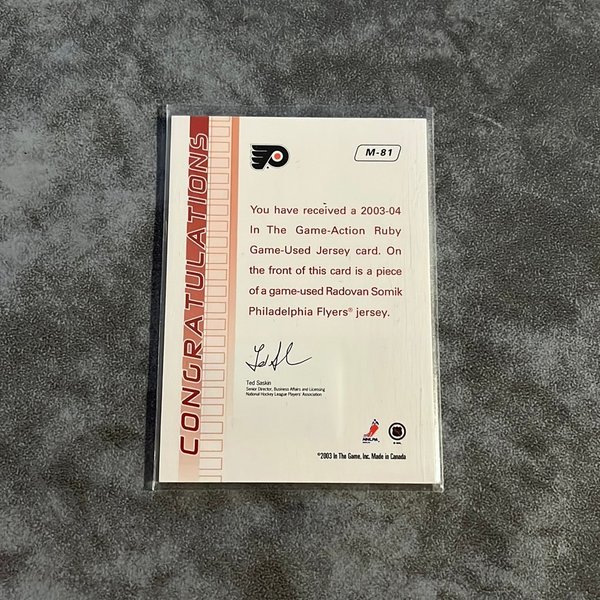 CONGRATULATIONS
M-81
You have received a 2003-04
In The Game-Action Ruby
Game-Used Jersey card. On
the front of this card is a piece
of a game-used Radovan Somik
Philadelphia Flyers® jersey.
Ted Saskin
Senior Director, Business Affairs and Licensing
National Hockey League Players' Association
NHLPA
©2003 In The Game, Inc. Made in Canada